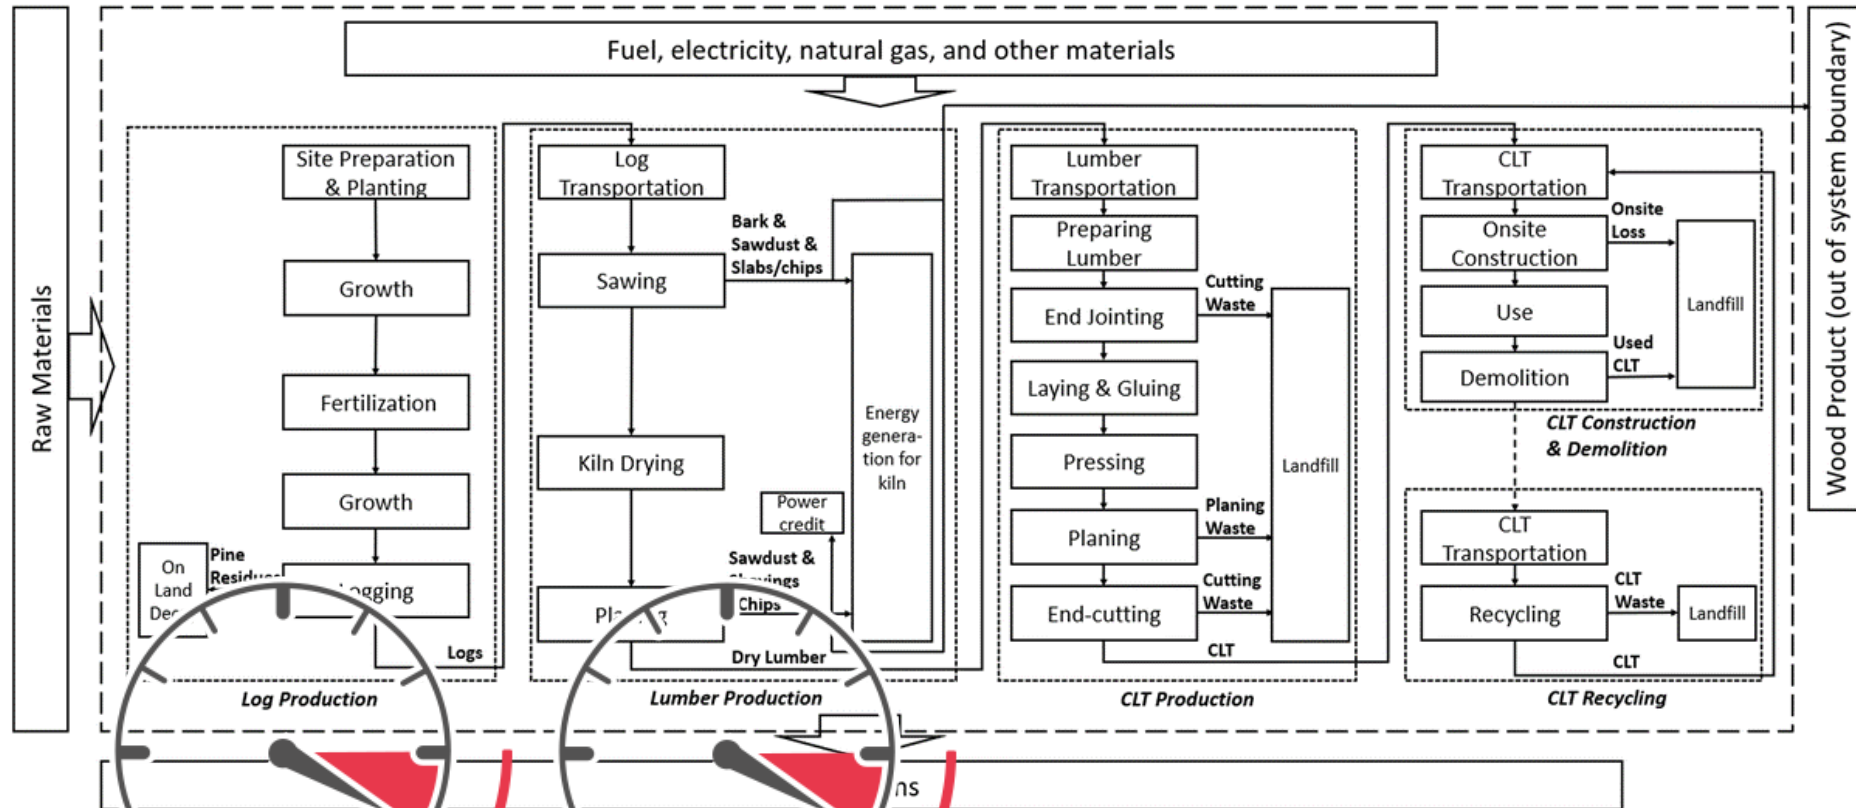 Fuel, electricity, natural gas, and other materials
Raw Materials
Wood Product (out of system boundary)
Site Preparation
& Planting
Growth
Fertilization
Growth
On
Land
Pine
Logs
Log Production
Log
Transportation
Sawing
Bark &
Sawdust &
Slabs/chips
Kiln Drying
Energy
genera-
tion for
kiln
Power
credit
Sawdust &
Chips
Dry Lumber
Lumber Production
Lumber
Transportation
Preparing
Lumber
End Jointing
Cutting
Waste
Laying & Gluing
Pressing
Planing
Planing
Waste
End-cutting
Cutting
Waste
Landfill
CLT
CLT Production
CLT
Transportation
Onsite
Loss
Onsite
Construction
Use
Used
CLT
Demolition
Landfill
CLT Construction
& Demolition
CLT
Transportation
Recycling
CLT
Waste
Landfill
CLT
CLT Recycling